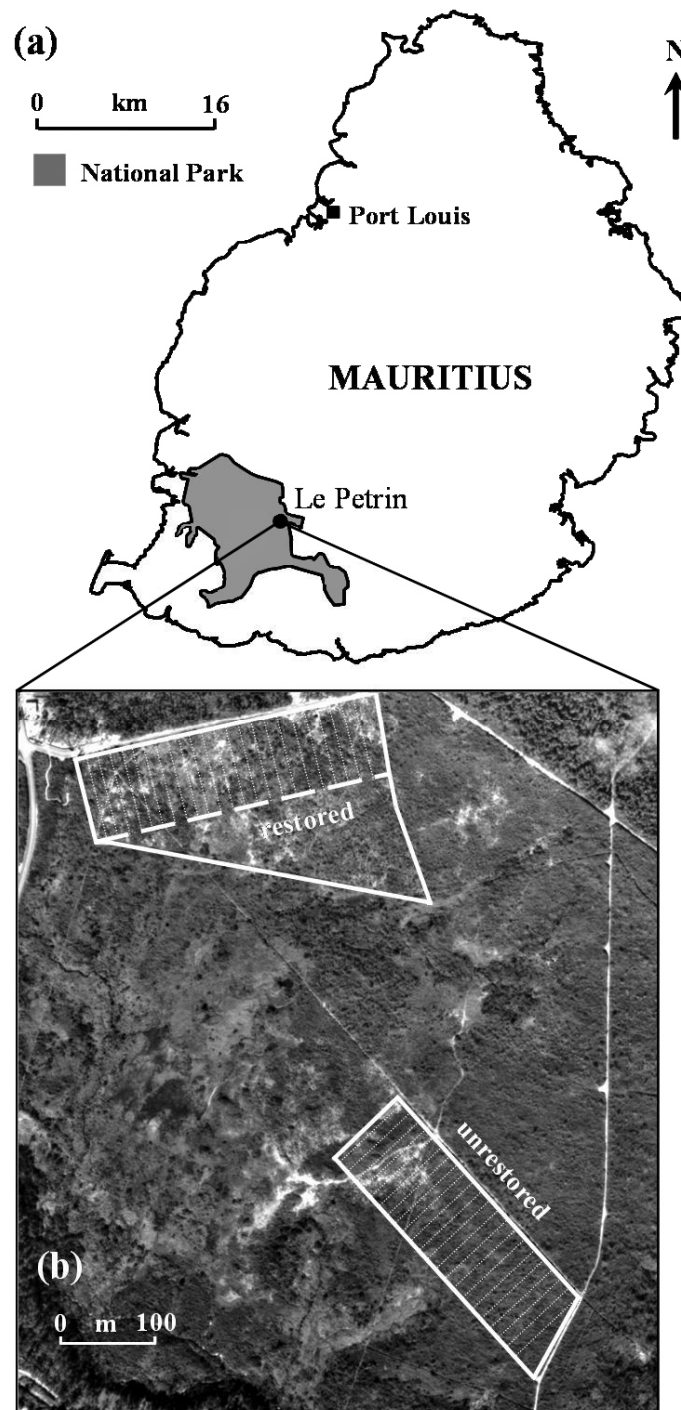 (a)
N
0 km 16
National Park
Port Louis
MAURITIUS
Le Petrin
restored
unrestored
(b)
0 m 100